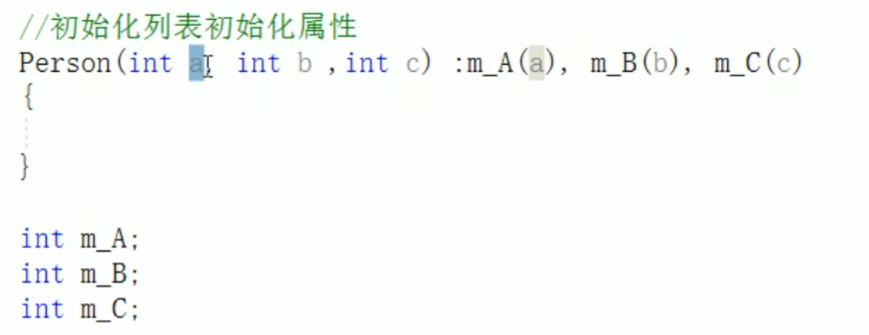 //初始化列表初始化属性
Person(int a, int b ,int c) :m_A(a), m_B(b), m_C(c)
{
}
int m_A;
int m_B;
int m_C;